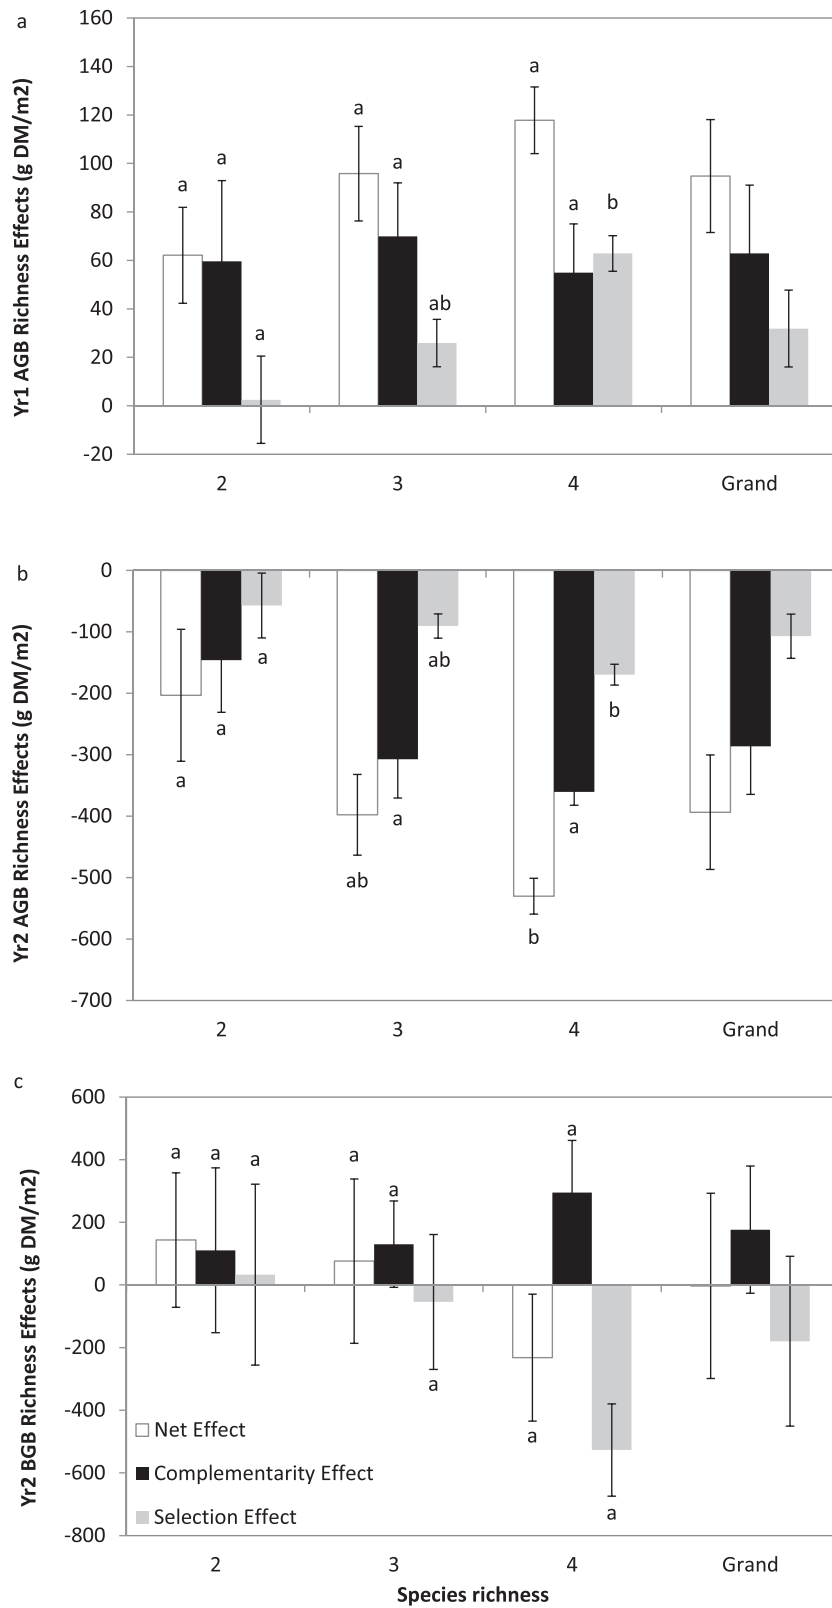 a
Yr1 AGB Richness Effects (g DM/m2)
160
140
120
100
80
60
40
20
0
-20
a
a
a
a
a
ab
a
a
b
2
3
4
Grand
b
Yr2 AGB Richness Effects (g DM/m2)
0
-100
-200
-300
-400
-500
-600
-700
a
a
a
ab
a
ab
b
a
b
2
3
4
Grand
c
Yr2 BGB Richness Effects (g DM/m2)
600
400
200
0
-200
-400
-600
-800
a
a
a
a
a
a
a
a
a
Net Effect
Complementarity Effect
Selection Effect
2
3
4
Grand
Species richness